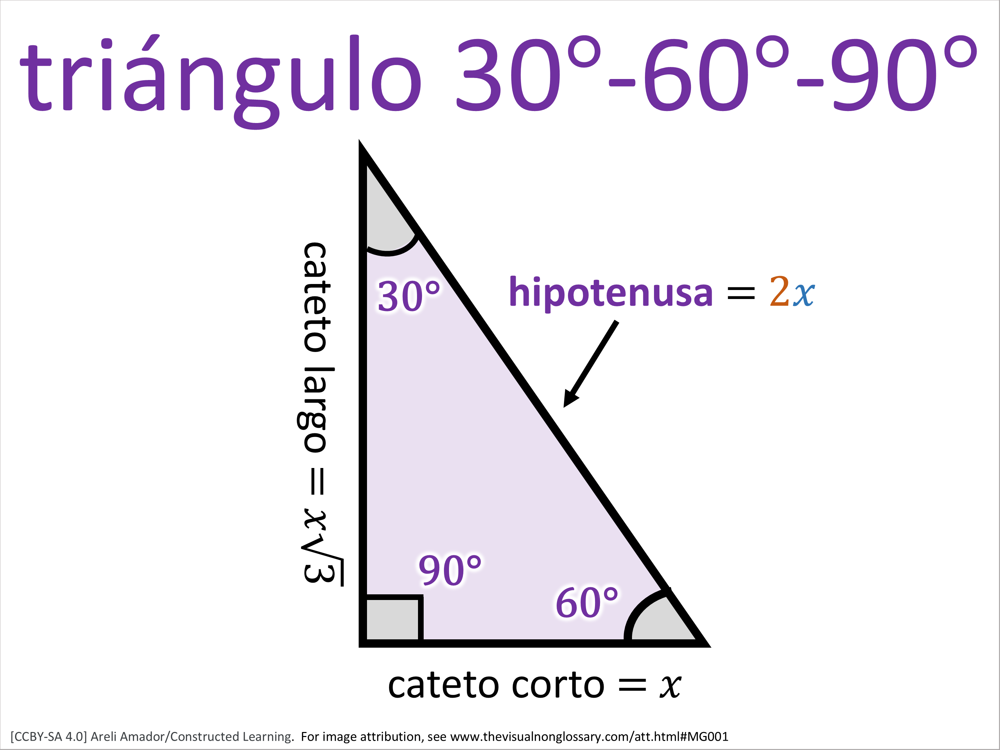 triángulo 30°-60°-90°
30°
hipotenusa = 2x
cateto largo = x√3
90°
60°
cateto corto = x
[CCBY-SA 4.0] Areli Amador/Constructed Learning. For image attribution, see www.thevisualnonglossary.com/att.html#MG001